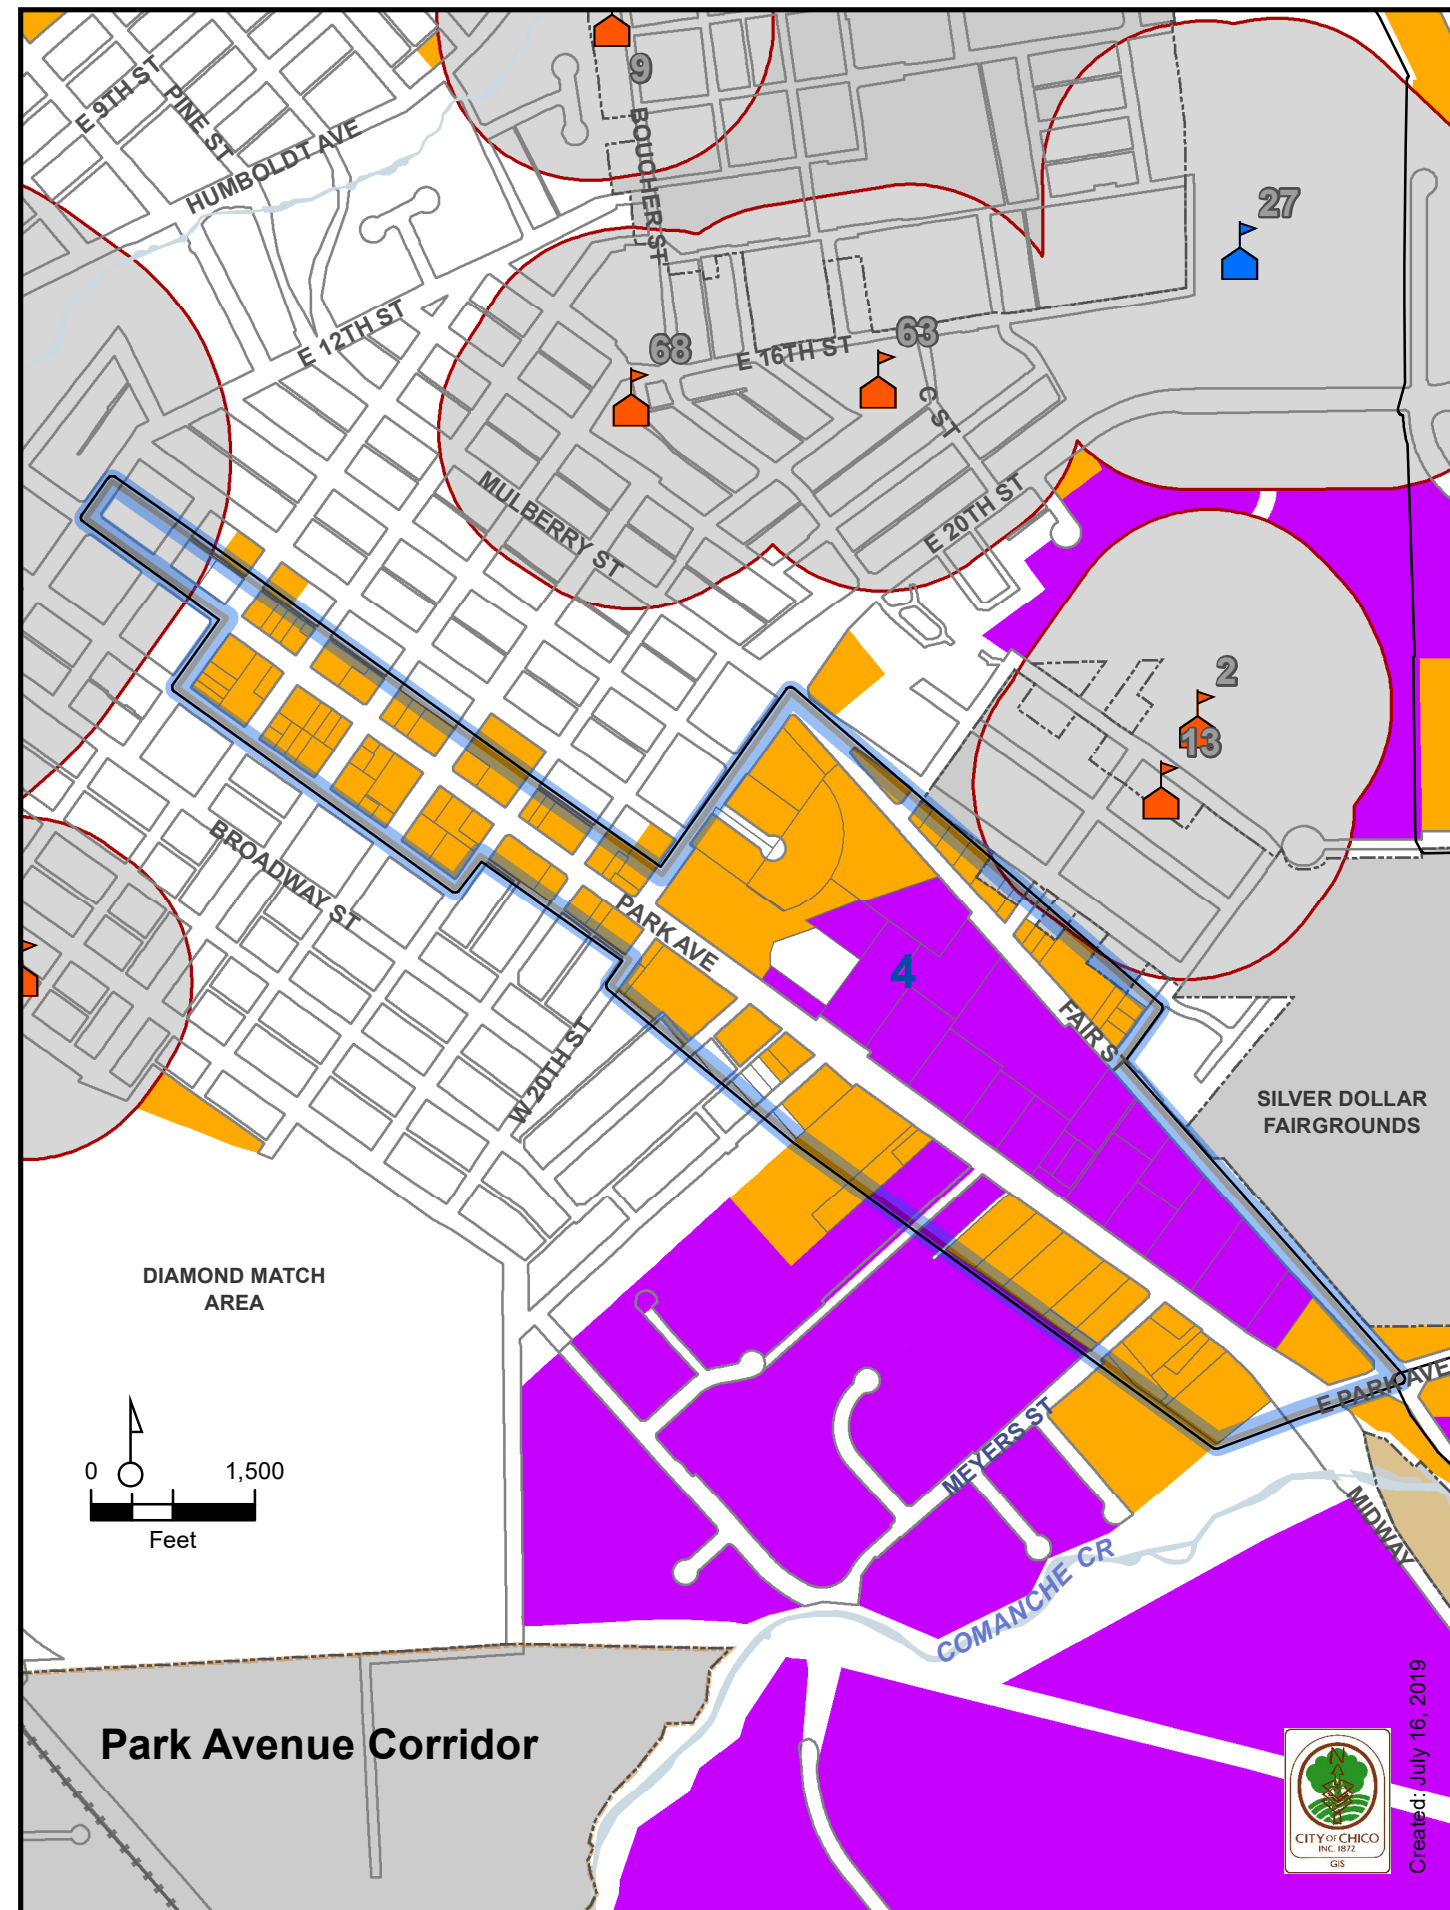 9
E 9TH ST
PINE ST
HUMBOLDT AVE
BOUCHER ST
27
E 12TH ST
68
E 16TH ST
63
C ST
MULBERRY ST
E 20TH ST
2
13
BROADWAY ST
PARK AVE
4
FAIR ST
W 20TH ST
SILVER DOLLAR
FAIRGROUNDS
DIAMOND MATCH
AREA
E PARK AVE
MEYERS ST
MIDWAY
0 1,500
Feet
COMANCHE CR
Park Avenue Corridor
N
CITY OF CHICO
INC. 1872
GIS
Created: July 16, 2019